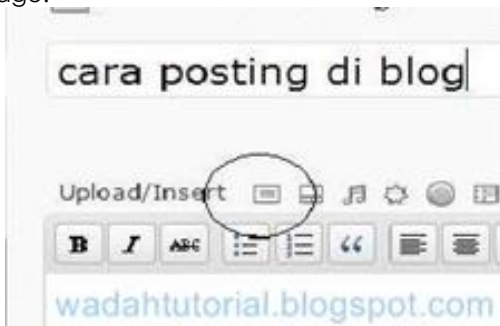 cara posting di blog
Upload/Insert
B I ABC
wadahtutorial.blogspot.com